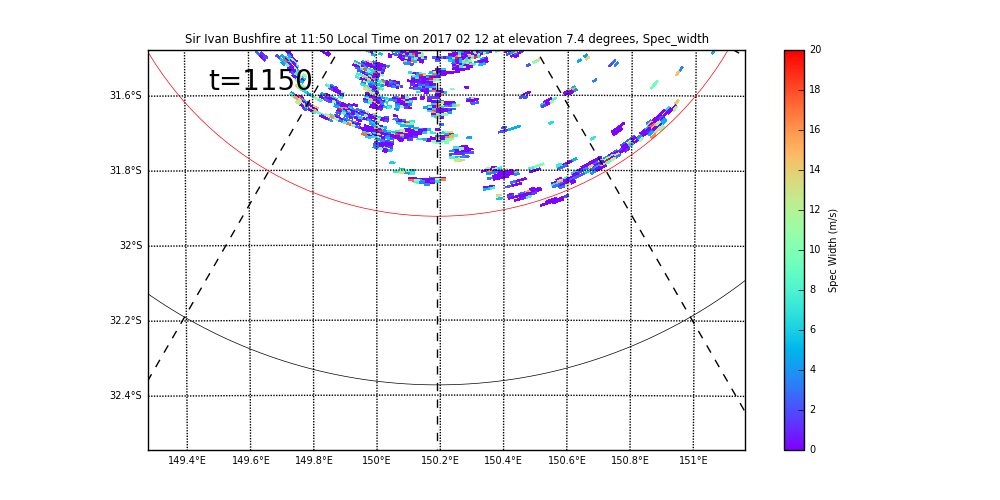 Sir Ivan Bushfire at 11:50 Local Time on 2017 02 12 at elevation 7.4 degrees, Spec_width
t=1150
31.6°S
31.8°S
32°S
32.2°S
32.4°S
149.4°E 149.6°E 149.8°E 150°E 150.2°E 150.4°E 150.6°E 150.8°E 151°E
20
18
16
14
12
10
8
6
4
2
0
Spec Width (m/s)